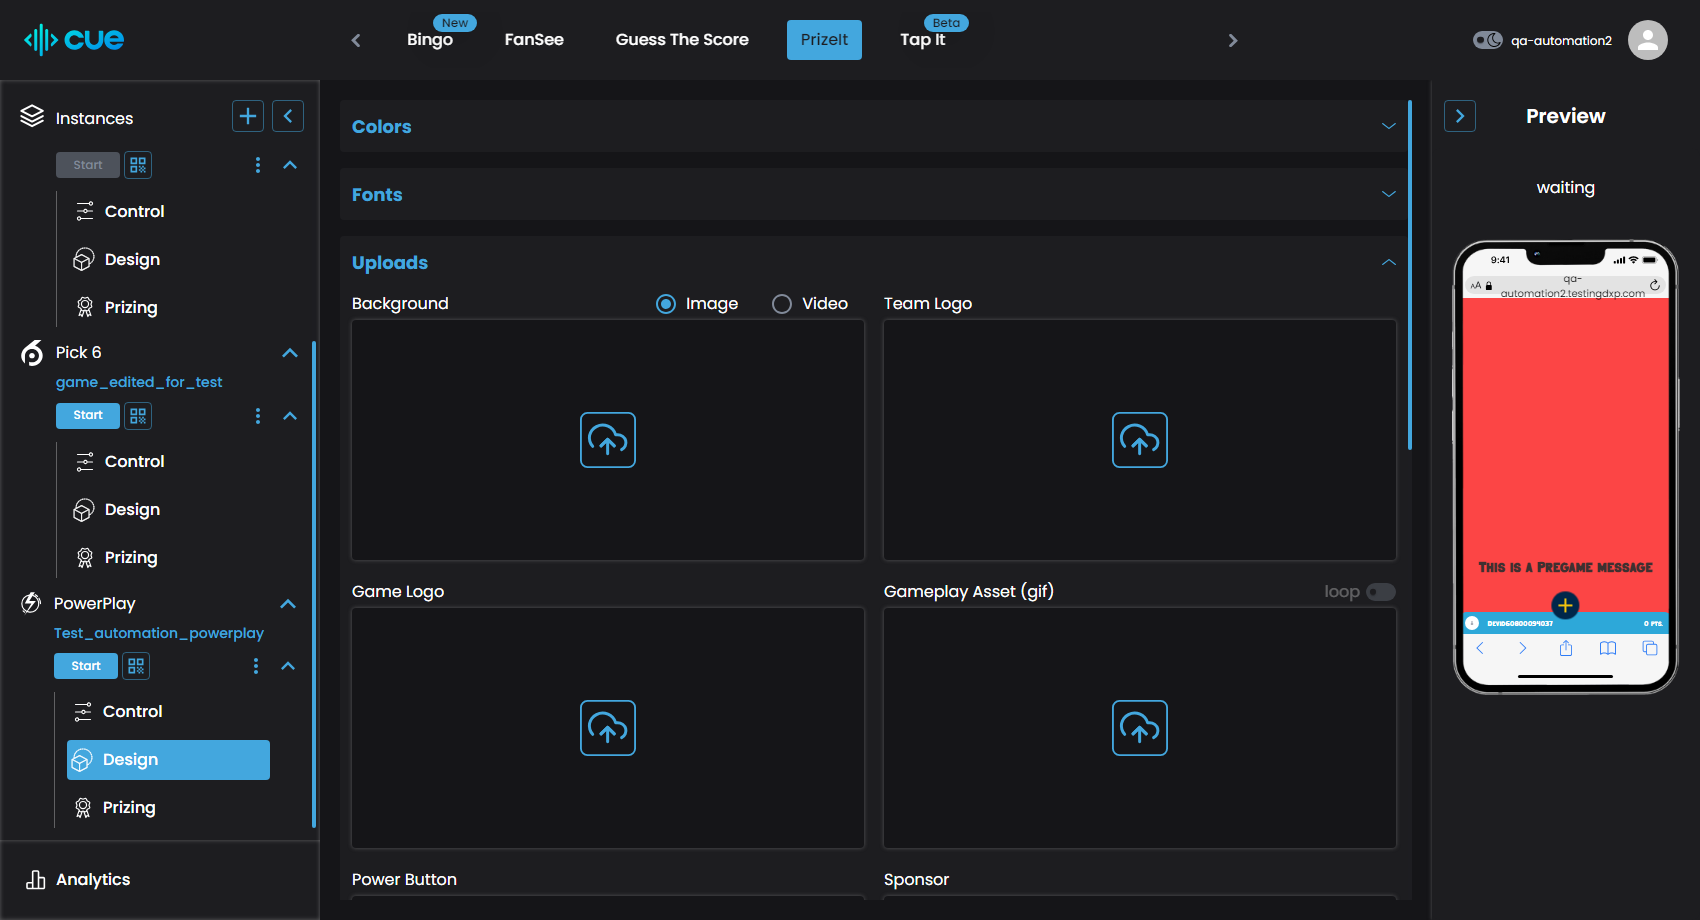 cue
Bingo
New
FanSee
Guess The Score
PrizeIt
Tap It
Beta
qa-automation2
Instances
Start
Control
Design
Prizing
Pick 6
game_edited_for_test
Start
Control
Design
Prizing
PowerPlay
Test_automation_powerplay
Start
Control
Design
Prizing
Analytics
Colors
Fonts
Uploads
Background
Image
Video
Team Logo
Game Logo
Gameplay Asset (gif)
loop
Power Button
Sponsor
Preview
waiting
9:41
AA
qa-
automation2.testingdxp.com
This is a Pregame message
0 PTS.